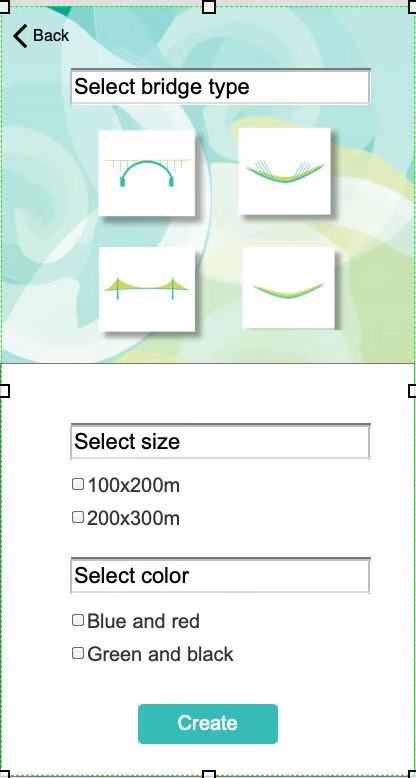 Back
Select bridge type
Select size
100x200m
200x300m
Select color
Blue and red
Green and black
Create